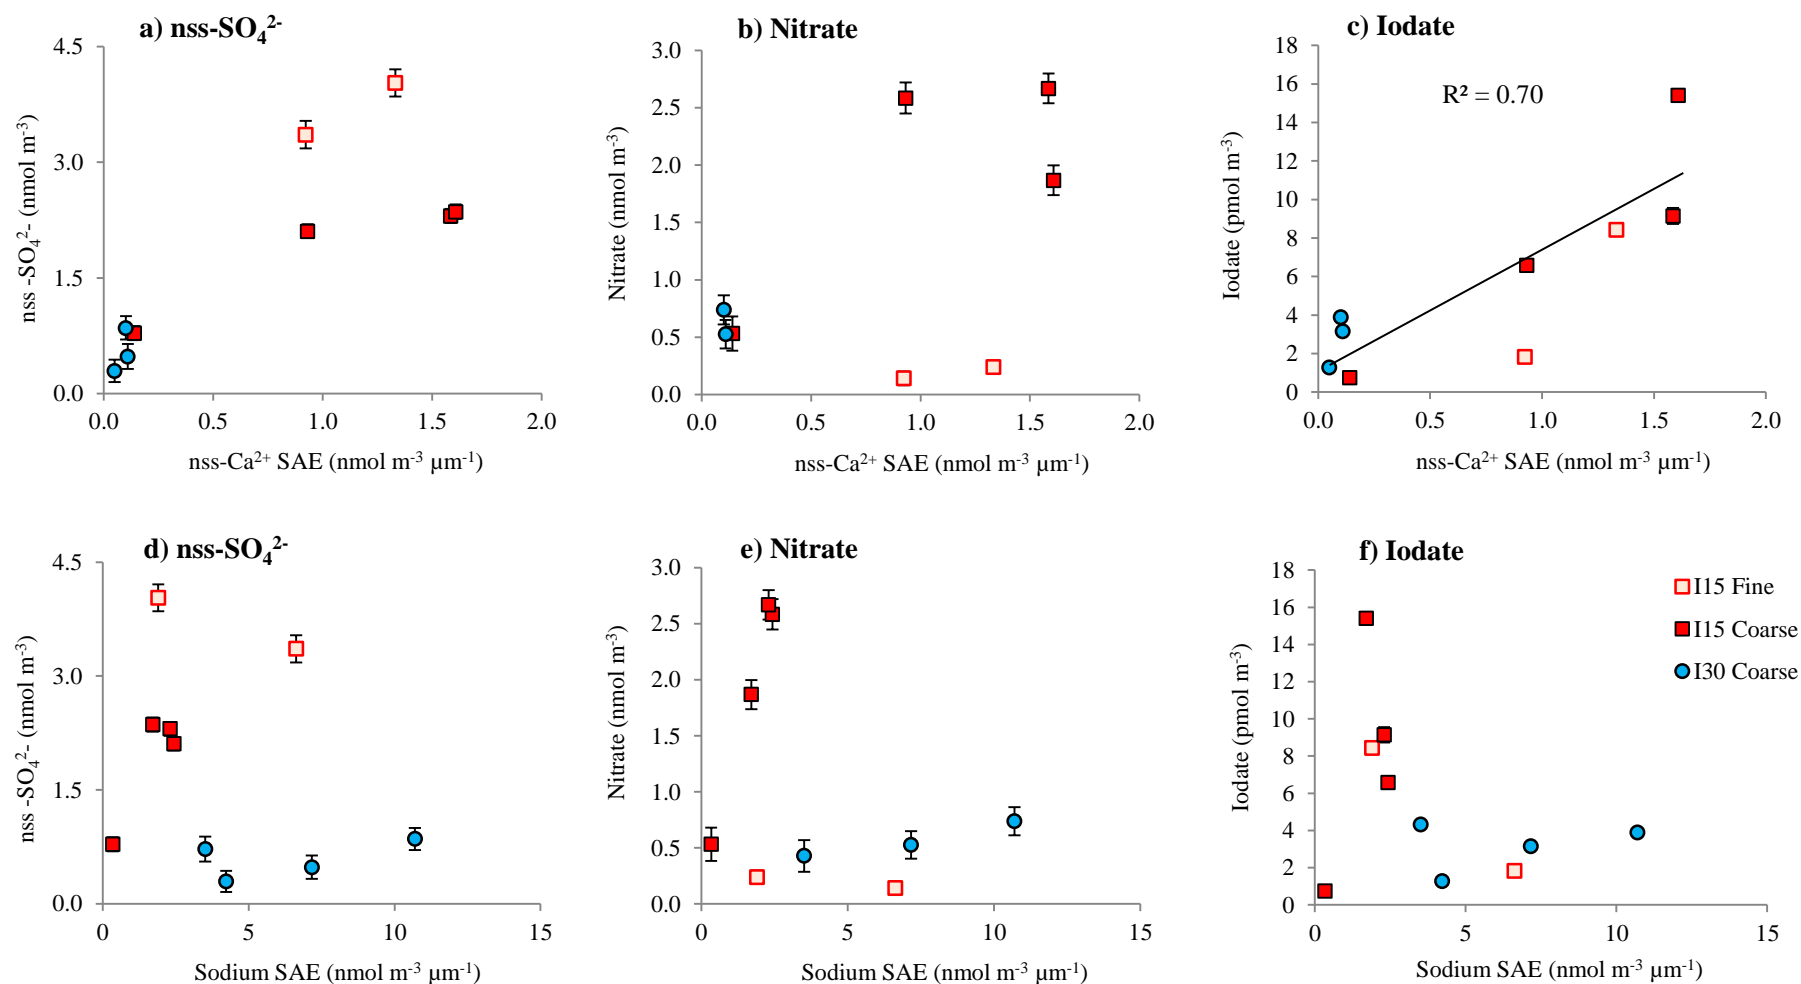 a) nss-SO₄²⁻
nss -SO₄²- (nmol m⁻³)
4.5
3.0
1.5
0.0
0.0 0.5 1.0 1.5 2.0
nss-Ca²⁺ SAE (nmol m⁻³ µm⁻¹)
b) Nitrate
Nitrate (nmol m⁻³)
3.0
2.5
2.0
1.5
1.0
0.5
0.0
0.0 0.5 1.0 1.5 2.0
nss-Ca²⁺ SAE (nmol m⁻³ µm⁻¹)
c) Iodate
Iodate (pmol m⁻³)
18
16
14
12
10
8
6
4
2
0
R² = 0.70
0.0 0.5 1.0 1.5 2.0
nss-Ca²⁺ SAE (nmol m⁻³ µm⁻¹)
d) nss-SO₄²⁻
nss -SO₄²- (nmol m⁻³)
4.5
3.0
1.5
0.0
0 5 10 15
Sodium SAE (nmol m⁻³ µm⁻¹)
e) Nitrate
Nitrate (nmol m⁻³)
3.0
2.5
2.0
1.5
1.0
0.5
0.0
0 5 10 15
Sodium SAE (nmol m⁻³ µm⁻¹)
f) Iodate
Iodate (pmol m⁻³)
18
16
14
12
10
8
6
4
2
0
I15 Fine
I15 Coarse
I30 Coarse
0 5 10 15
Sodium SAE (nmol m⁻³ µm⁻¹)